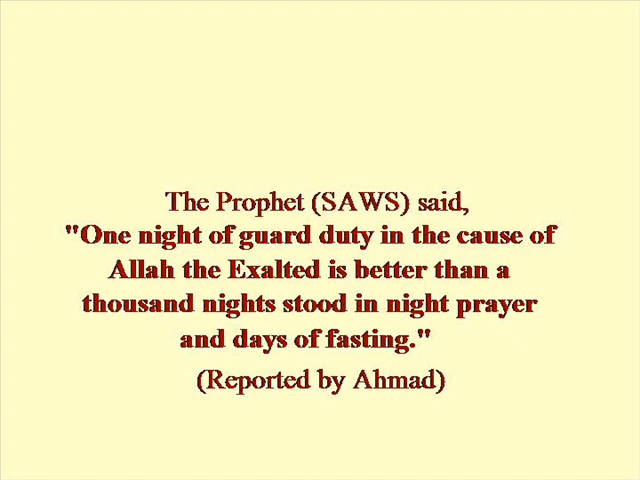 The Prophet (SAWS) said,
"One night of guard duty in the cause of
Allah the Exalted is better than a
thousand nights stood in night prayer
and days of fasting."
(Reported by Ahmad)